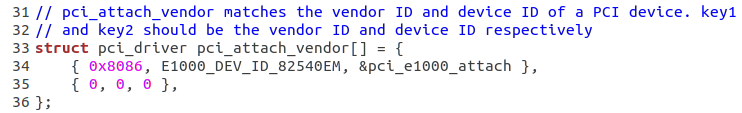 31 // pci_attach_vendor matches the vendor ID and device ID of a PCI device. key1
32 // and key2 should be the vendor ID and device ID respectively
33 struct pci_driver pci_attach_vendor[] = {
34     { 0x8086, E1000_DEV_ID_82540EM, &pci_e1000_attach },
35     { 0, 0, 0 },
36 };